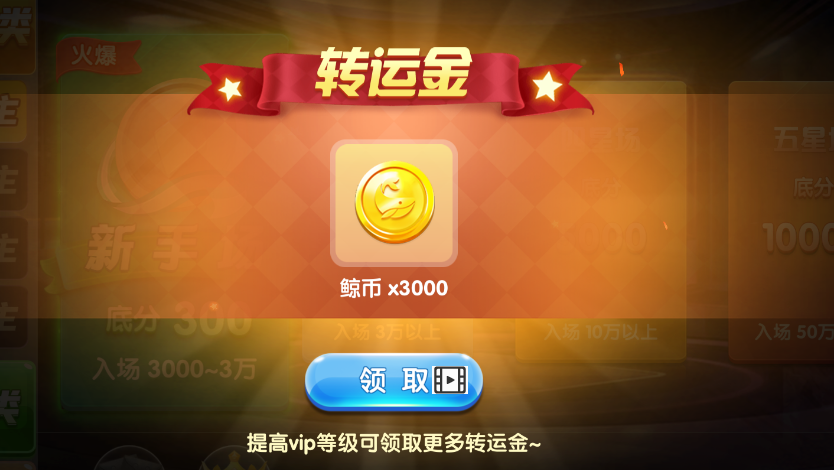 类
火爆
转运金
主
五星
底分
1000
新手
鲸币 x3000
底分 300
入场 3万以上
入场 10万以上
入场 50万
入场 3000~3万
领 取
类
提高vip等级可领取更多转运金~